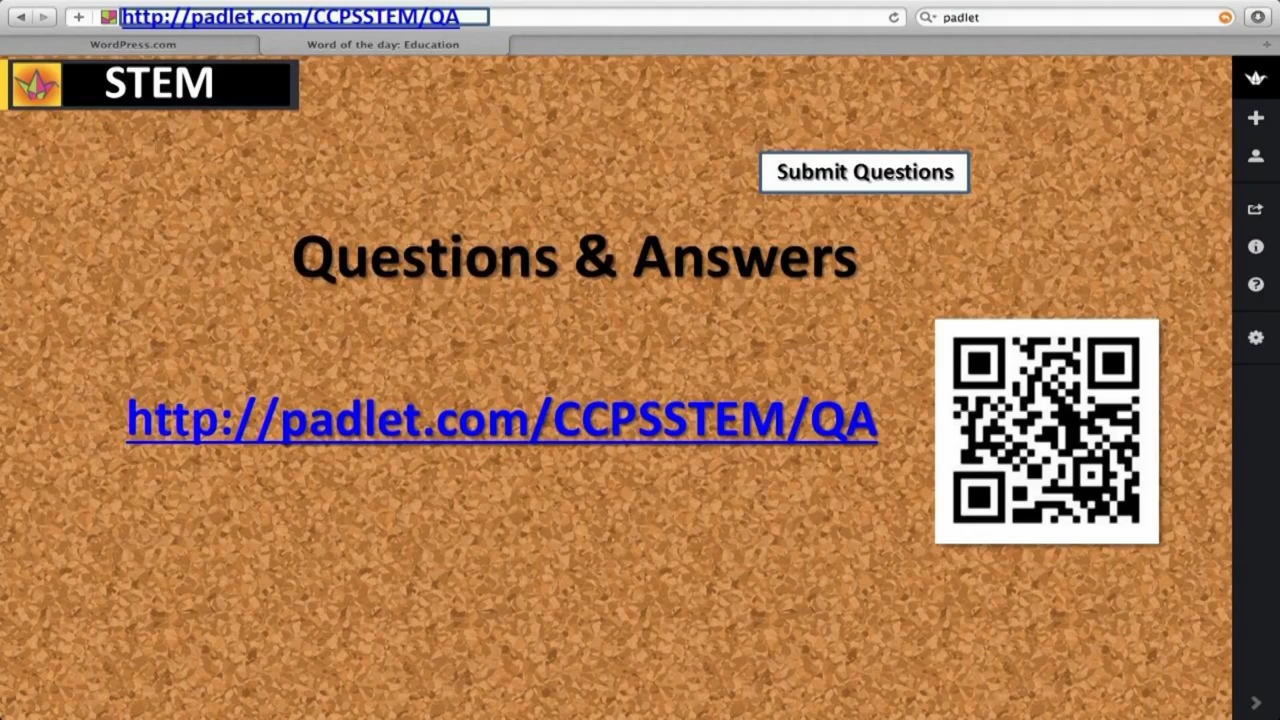 http://padlet.com/CCPSSTEM/QA
padlet
WordPress.com
Word of the day: Education
STEM
Submit Questions
Questions & Answers
http://padlet.com/CCPSSTEM/QA